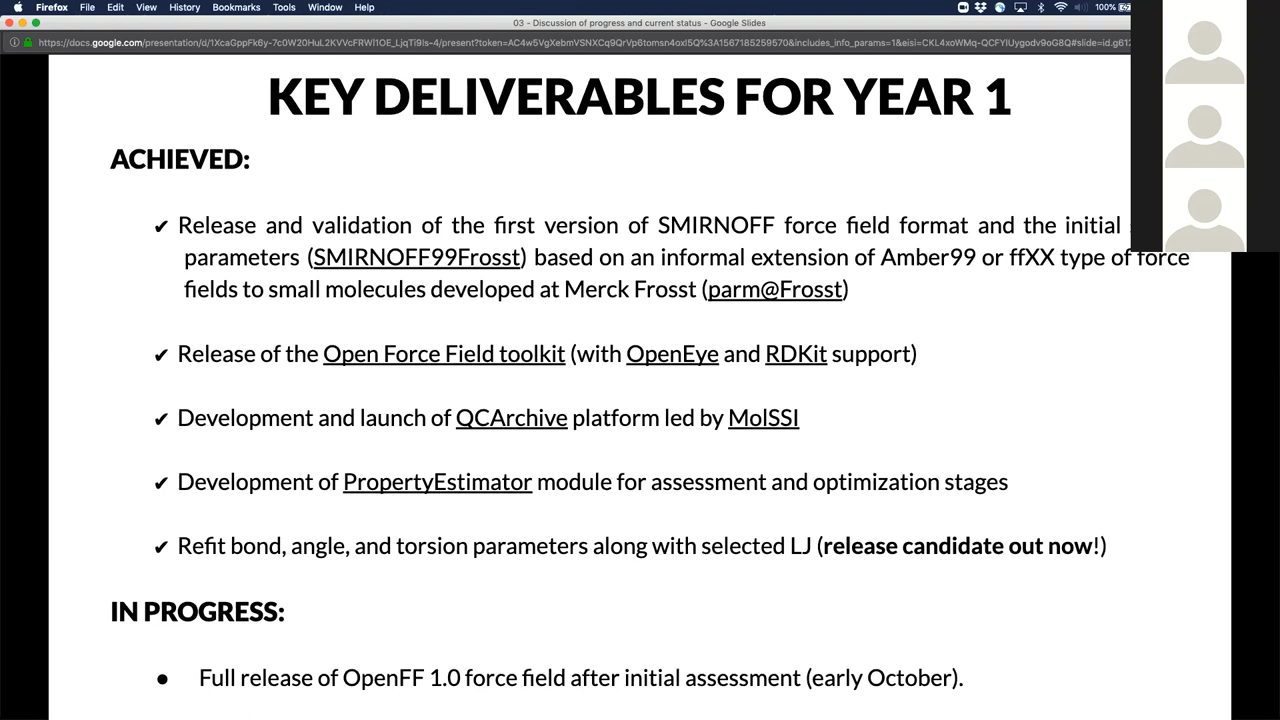 Firefox File Edit View History Bookmarks Tools Window Help 100%
03 - Discussion of progress and current status - Google Slides
KEY DELIVERABLES FOR YEAR 1
ACHIEVED:
✔ Release and validation of the first version of SMIRNOFF force field format and the initial
parameters (SMIRNOFF99Frosst) based on an informal extension of Amber99 or ffXX type of force
fields to small molecules developed at Merck Frosst (parm@Frosst)
✔ Release of the Open Force Field toolkit (with OpenEye and RDKit support)
✔ Development and launch of QCArchive platform led by MolSSI
✔ Development of PropertyEstimator module for assessment and optimization stages
✔ Refit bond, angle, and torsion parameters along with selected LJ (release candidate out now!)
IN PROGRESS:
● Full release of OpenFF 1.0 force field after initial assessment (early October).